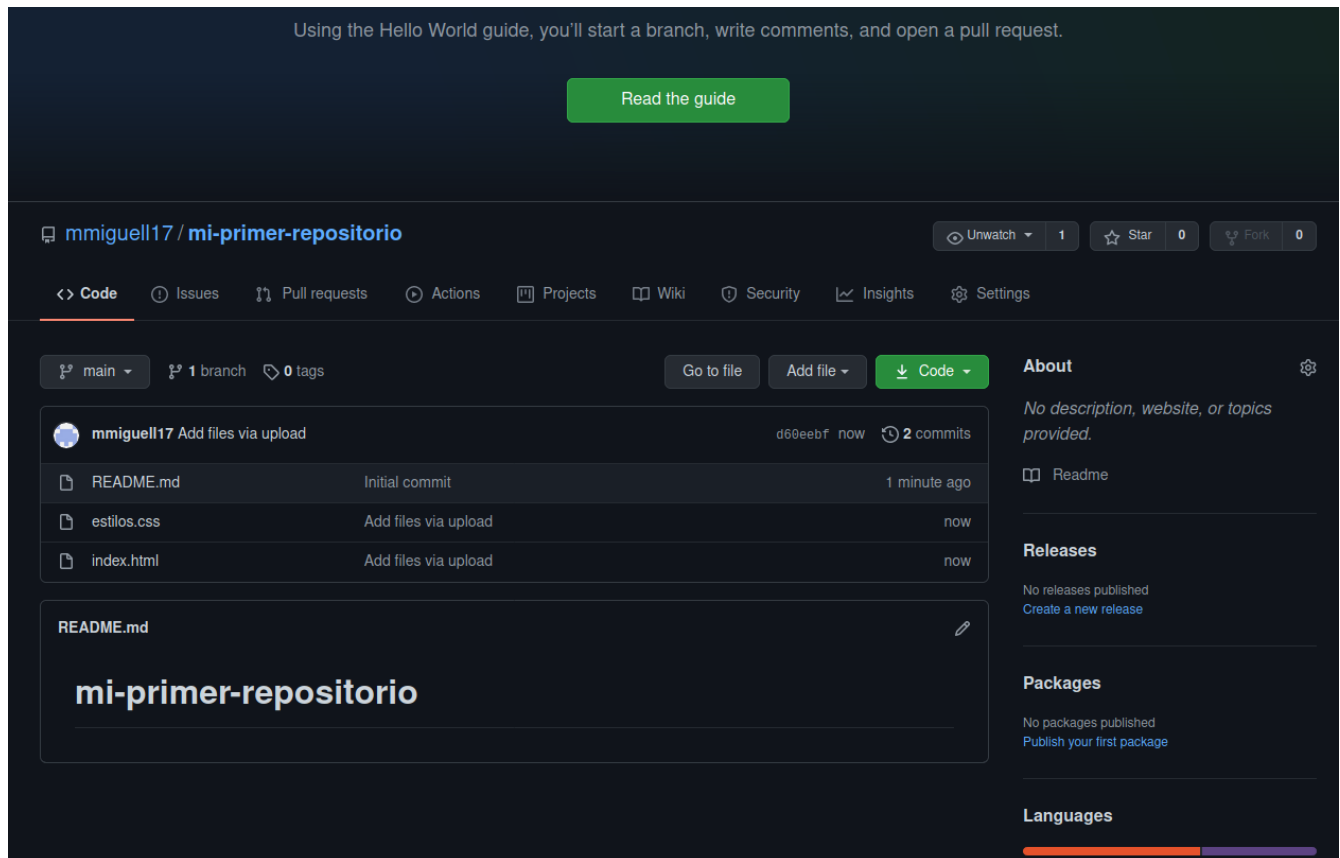 Using the Hello World guide, you'll start a branch, write comments, and open a pull request.
Read the guide
mmiguell17 / mi-primer-repositorio
Unwatch 1 Star 0 Fork 0
Code Issues Pull requests Actions Projects Wiki Security Insights Settings
main 1 branch 0 tags Go to file Add file Code
mmiguell17 Add files via upload d60eebf now 2 commits
README.md Initial commit 1 minute ago
estilos.css Add files via upload now
index.html Add files via upload now
README.md
mi-primer-repositorio
About
No description, website, or topics
provided.
Readme
Releases
No releases published
Create a new release
Packages
No packages published
Publish your first package
Languages